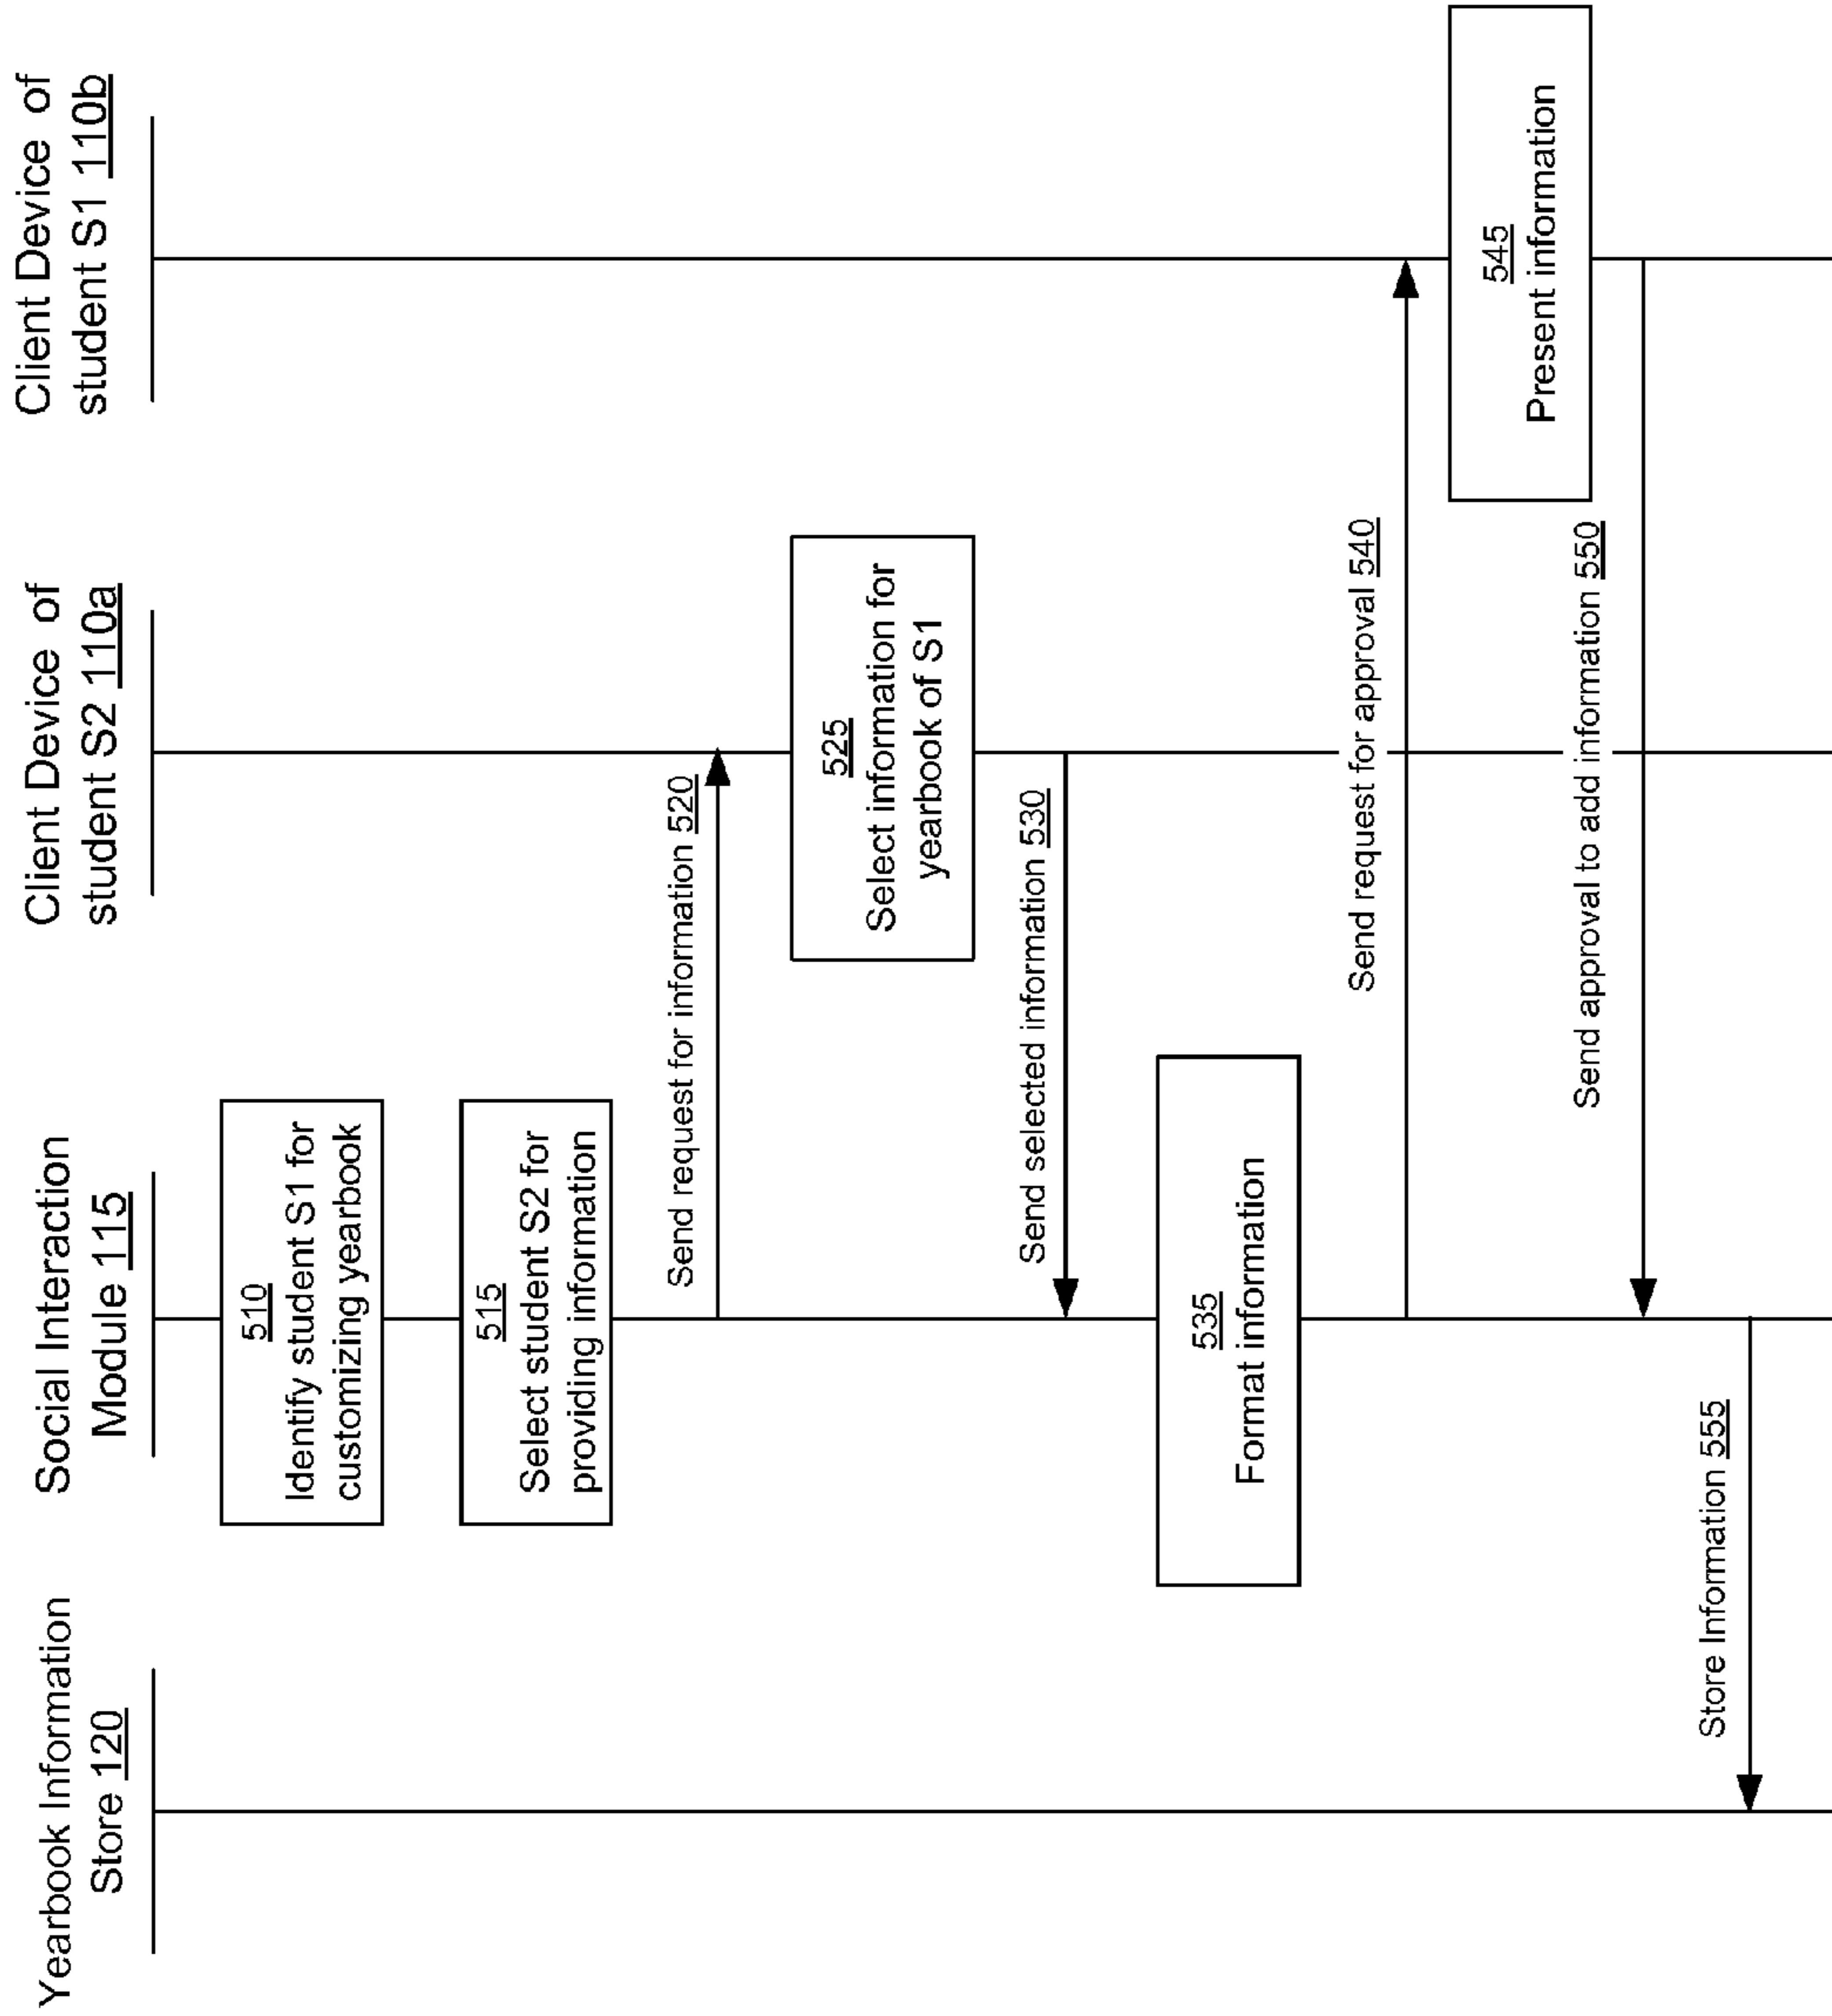 Yearbook Information
Store 120
Social Interaction
Module 115
Client Device of
student S2 110a
Client Device of
student S1 110b
510
Identify student S1 for
customizing yearbook
515
Select student S2 for
providing information
Send request for information 520
525
Select information for
yearbook of S1
Send selected information 530
535
Format information
Send request for approval 540
545
Present information
Send approval to add information 550
Store Information 555